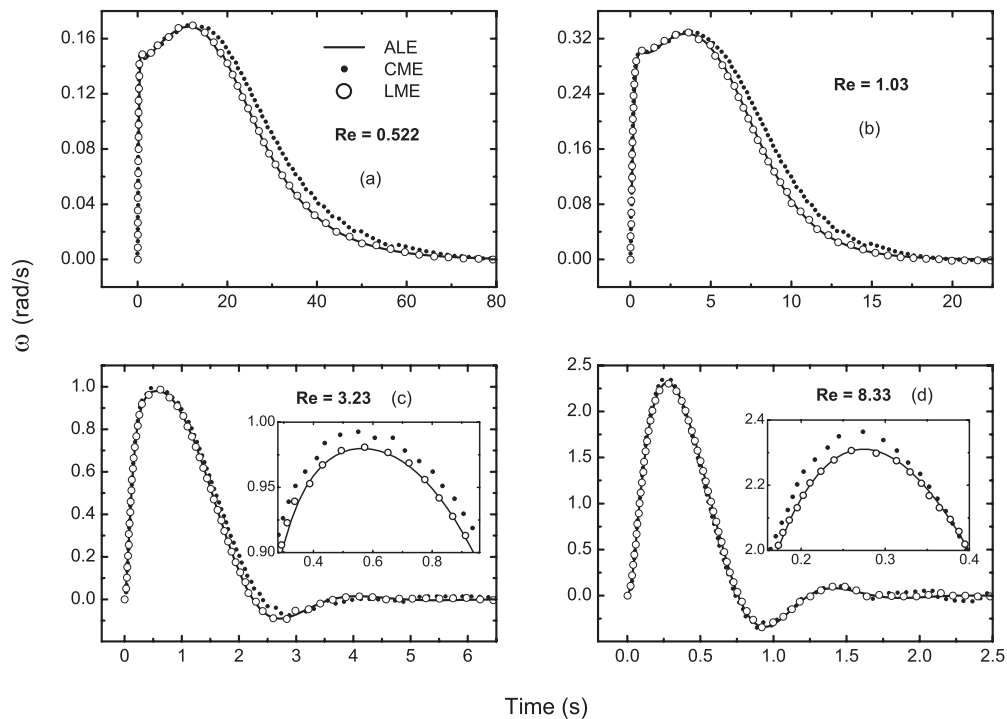 ω (rad/s)
0.16
0.12
0.08
0.04
0.00
ALE
CME
LME
Re = 0.522
(a)
0 20 40 60 80
0.32
0.24
0.16
0.08
0.00
Re = 1.03
(b)
0 5 10 15 20
1.0
0.8
0.6
0.4
0.2
0.0
Re = 3.23 (c)
1.00
0.95
0.90
0.4 0.6 0.8
0 1 2 3 4 5 6
2.5
2.0
1.5
1.0
0.5
0.0
-0.5
Re = 8.33 (d)
2.4
2.2
2.0
0.2 0.3 0.4
0.0 0.5 1.0 1.5 2.0 2.5
Time (s)